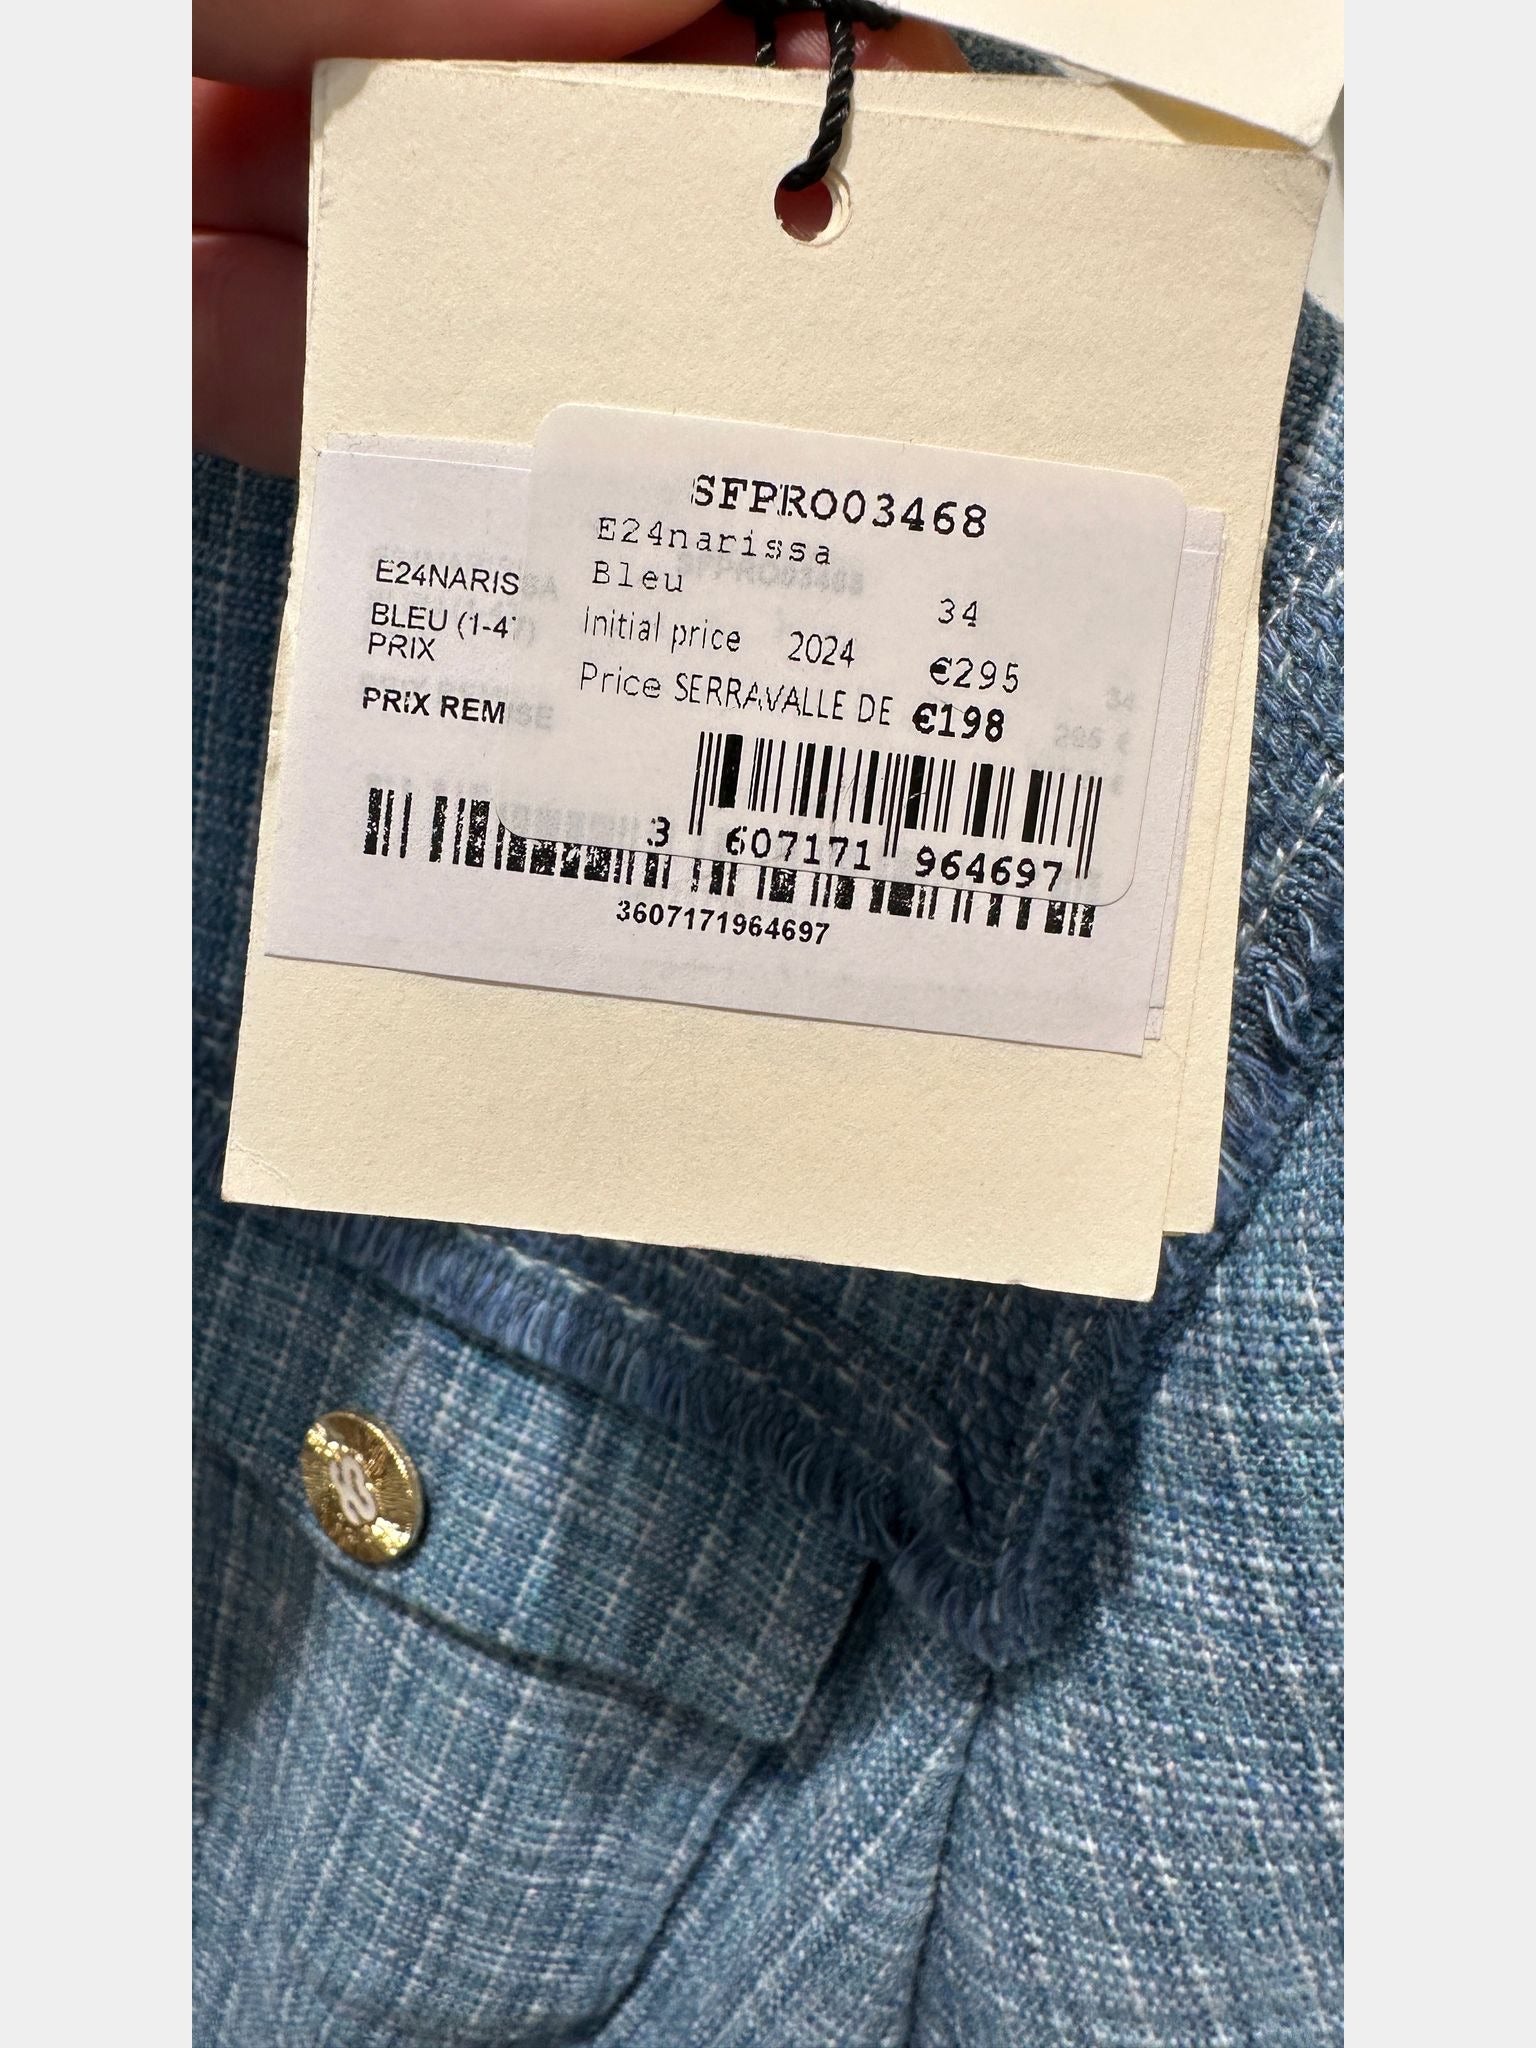 SFPRO03468
E24narissa
Bleu
34
Initial price 2024 €295
Price SERRAVALLE DE €198
3 607171 964697
E24NARIS
BLEU (1-4
PRIX
PRIX REM
3607171964697